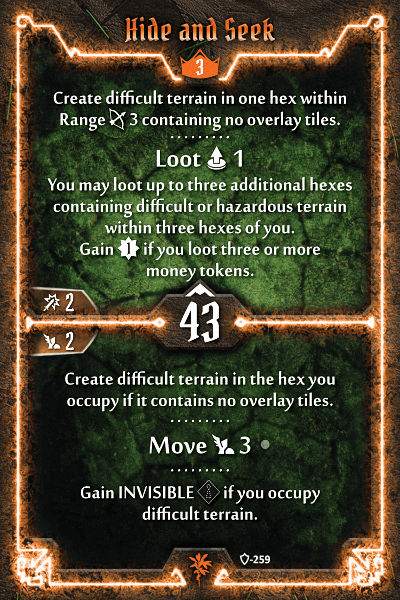 Hide and Seek
3
Create difficult terrain in one hex within
Range 3 containing no overlay tiles.
Loot 1
You may loot up to three additional hexes
containing difficult or hazardous terrain
within three hexes of you.
Gain 1 if you loot three or more
money tokens.
2
43
2
Create difficult terrain in the hex you
occupy if it contains no overlay tiles.
Move 3
Gain INVISIBLE if you occupy
difficult terrain.
-259